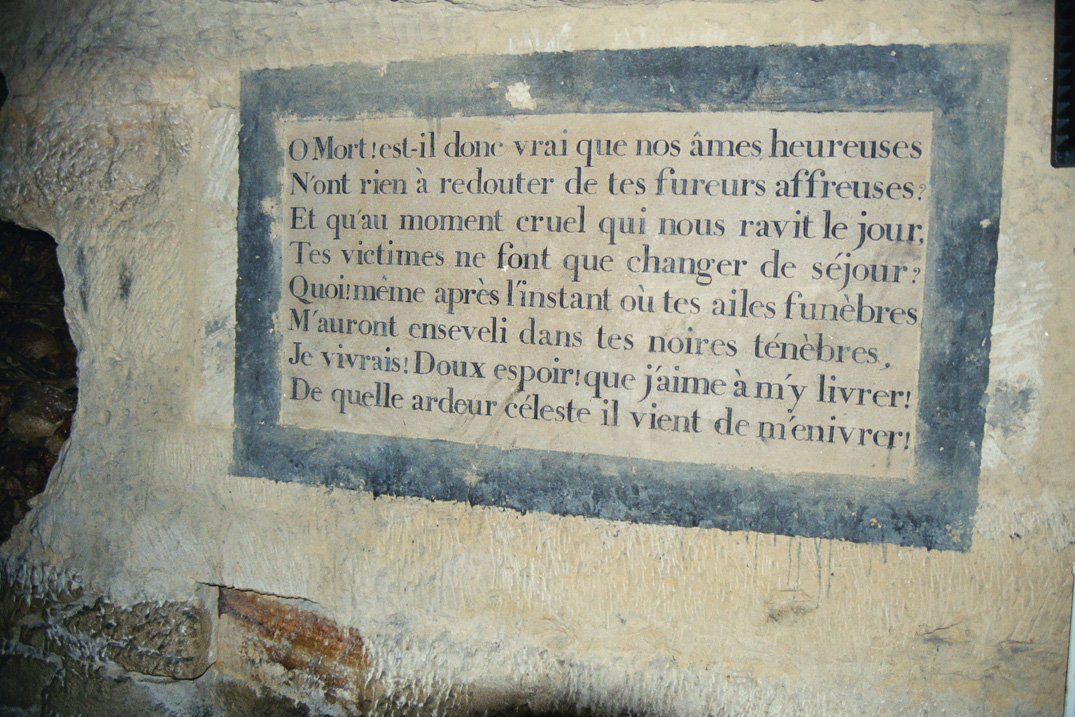 O Mort! est-il donc vrai que nos âmes heureuses
N'ont rien à redouter de tes fureurs affreuses?
Et qu'au moment cruel qui nous ravit le jour,
Tes victimes ne font que changer de séjour?
Quoi! même après l'instant où tes ailes funèbres
M'auront enseveli dans tes noires ténèbres,
Je vivrais! Doux espoir! que j'aime à m'y livrer!
De quelle ardeur céleste il vient de m'enivrer!